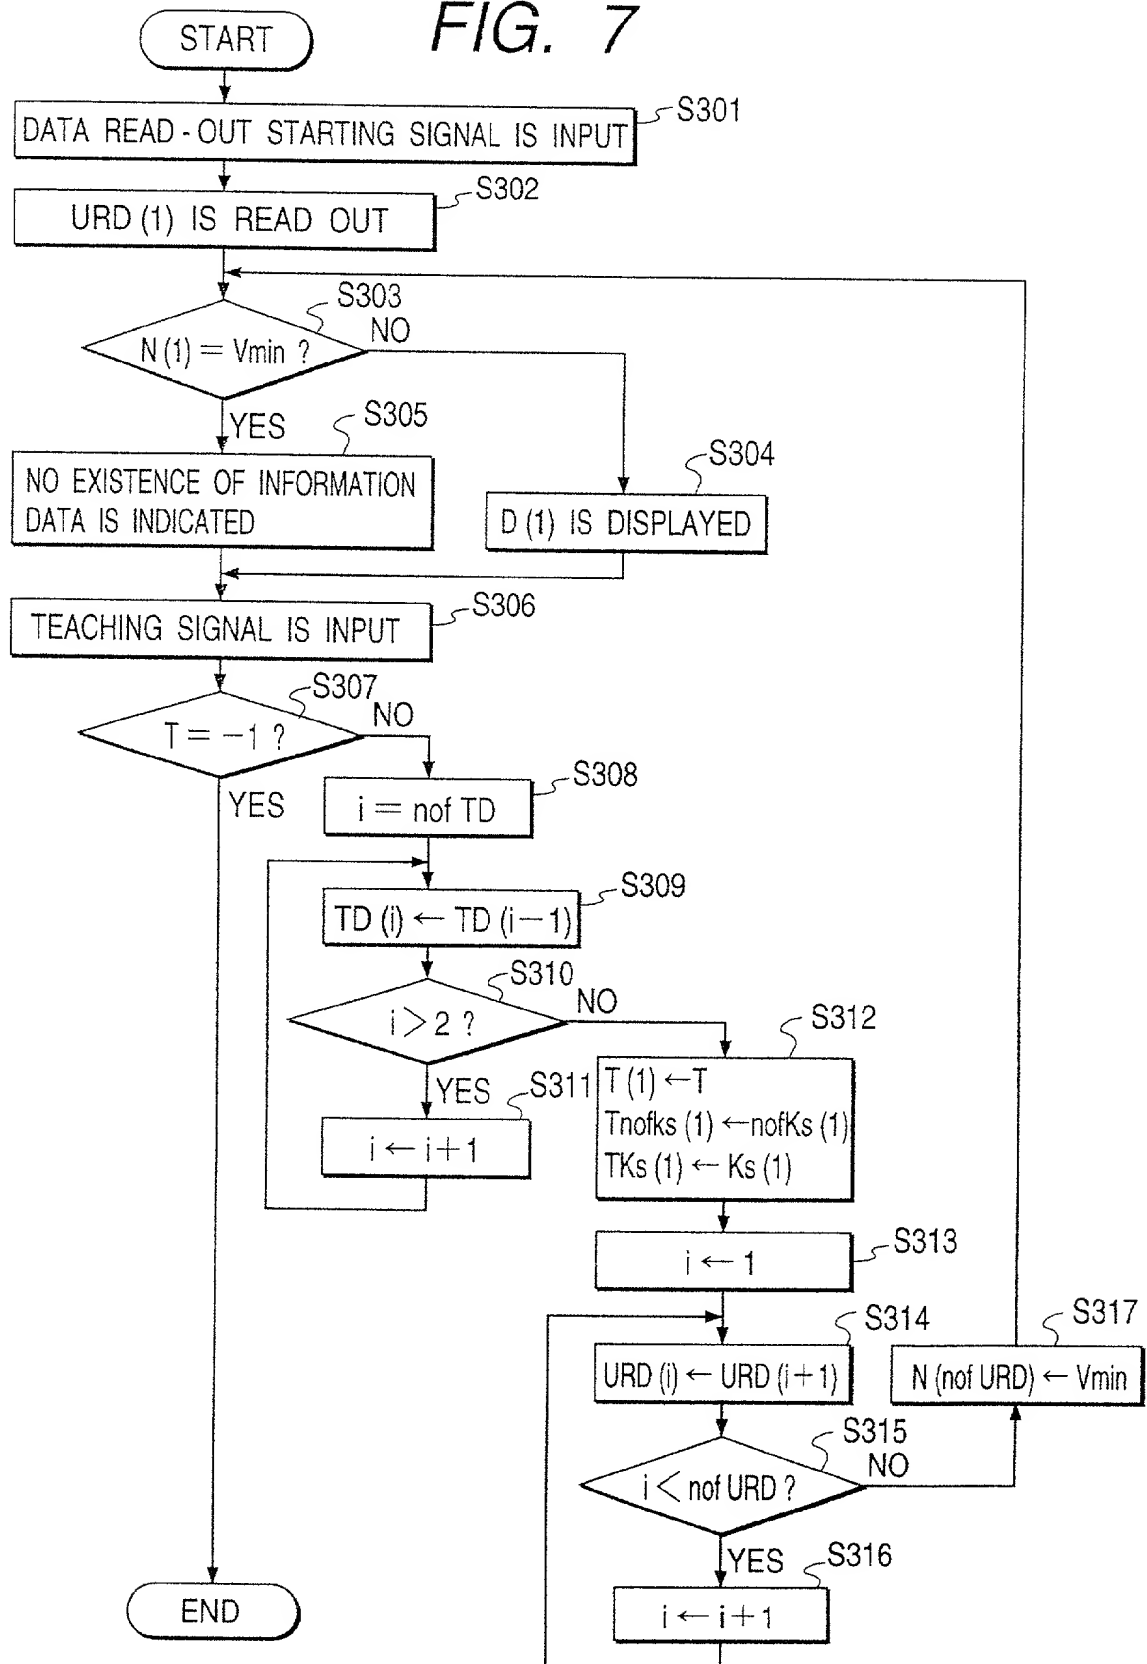 FIG. 7
START
S301
DATA READ-OUT STARTING SIGNAL IS INPUT
S302
URD (1) IS READ OUT
S303
N (1) = Vmin ?
NO
YES
S305
NO EXISTENCE OF INFORMATION
DATA IS INDICATED
S304
D (1) IS DISPLAYED
S306
TEACHING SIGNAL IS INPUT
S307
T = -1 ?
NO
YES
S308
i = nof TD
S309
TD (i) ← TD (i-1)
S310
i > 2 ?
NO
YES
S311
i ← i+1
S312
T (1) ← T
Tnofks (1) ← nofKs (1)
TKs (1) ← Ks (1)
S313
i ← 1
S314
URD (i) ← URD (i+1)
S317
N (nof URD) ← Vmin
S315
i < nof URD ?
NO
YES
S316
i ← i+1
END